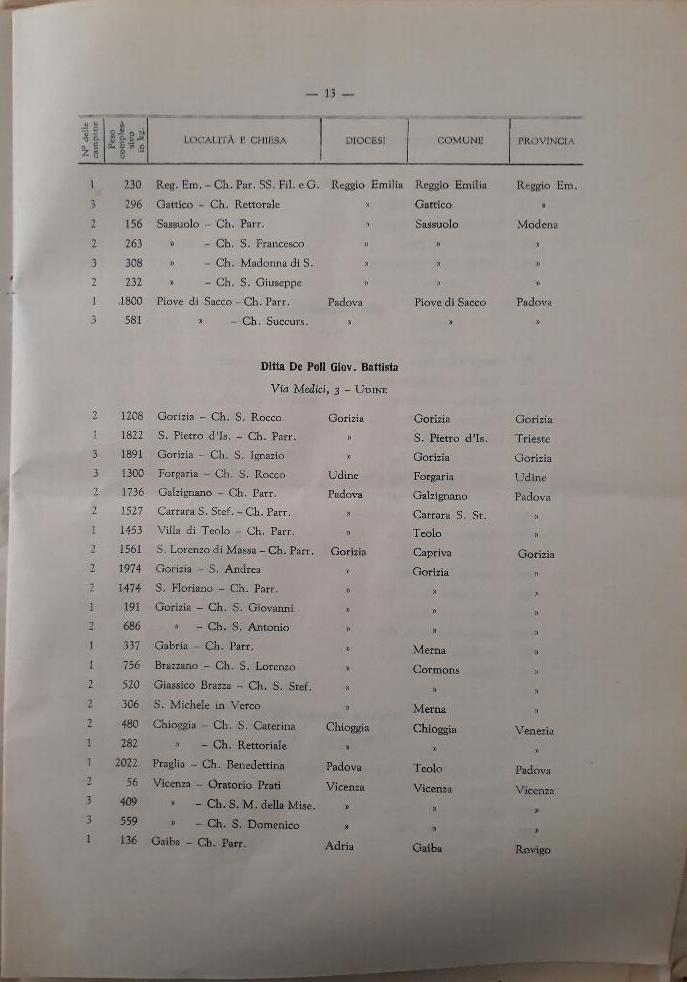 — 13 —
N° delle campane Peso comples- sivo in kg. LOCALITÀ E CHIESA DIOCESI COMUNE PROVINCIA
1 230 Reg. Em. – Ch. Par. SS. Fil. e G. Reggio Emilia Reggio Emilia Reggio Em.
3 296 Gattico – Ch. Rettorale » Gattico »
2 156 Sassuolo – Ch. Parr. » Sassuolo Modena
2 263 » – Ch. S. Francesco » » »
3 308 » – Ch. Madonna di S. » » »
2 232 » – Ch. S. Giuseppe » » »
1 1800 Piove di Sacco – Ch. Parr. Padova Piove di Sacco Padova
3 581 » – Ch. Succurs. » » »
Ditta De Poli Giov. Battista
Via Medici, 3 – UDINE
2 1208 Gorizia – Ch. S. Rocco Gorizia Gorizia Gorizia
1 1822 S. Pietro d'Is. – Ch. Parr. » S. Pietro d'Is. Trieste
3 1891 Gorizia – Ch. S. Ignazio » Gorizia Gorizia
3 1300 Forgaria – Ch. S. Rocco Udine Forgaria Udine
2 1736 Galzignano – Ch. Parr. Padova Galzignano Padova
2 1527 Carrara S. Stef. – Ch. Parr. » Carrara S. St. »
1 1453 Villa di Teolo – Ch. Parr. » Teolo »
2 1561 S. Lorenzo di Massa – Ch. Parr. Gorizia Capriva Gorizia
2 1974 Gorizia – S. Andrea » Gorizia »
2 1474 S. Floriano – Ch. Parr. » » »
1 191 Gorizia – Ch. S. Giovanni » » »
2 686 » – Ch. S. Antonio » » »
1 337 Gabria – Ch. Parr. » Merna »
1 756 Brazzano – Ch. S. Lorenzo » Cormons »
2 520 Giassico Brazza – Ch. S. Stef. » » »
2 306 S. Michele in Verco » Merna »
2 480 Chioggia – Ch. S. Caterina Chioggia Chioggia Venezia
1 282 » – Ch. Rettoriale » » »
1 2022 Praglia – Ch. Benedettina Padova Teolo Padova
2 56 Vicenza – Oratorio Prati Vicenza Vicenza Vicenza
3 409 » – Ch. S. M. della Mise. » » »
3 559 » – Ch. S. Domenico » » »
1 136 Gaiba – Ch. Parr. Adria Gaiba Rovigo